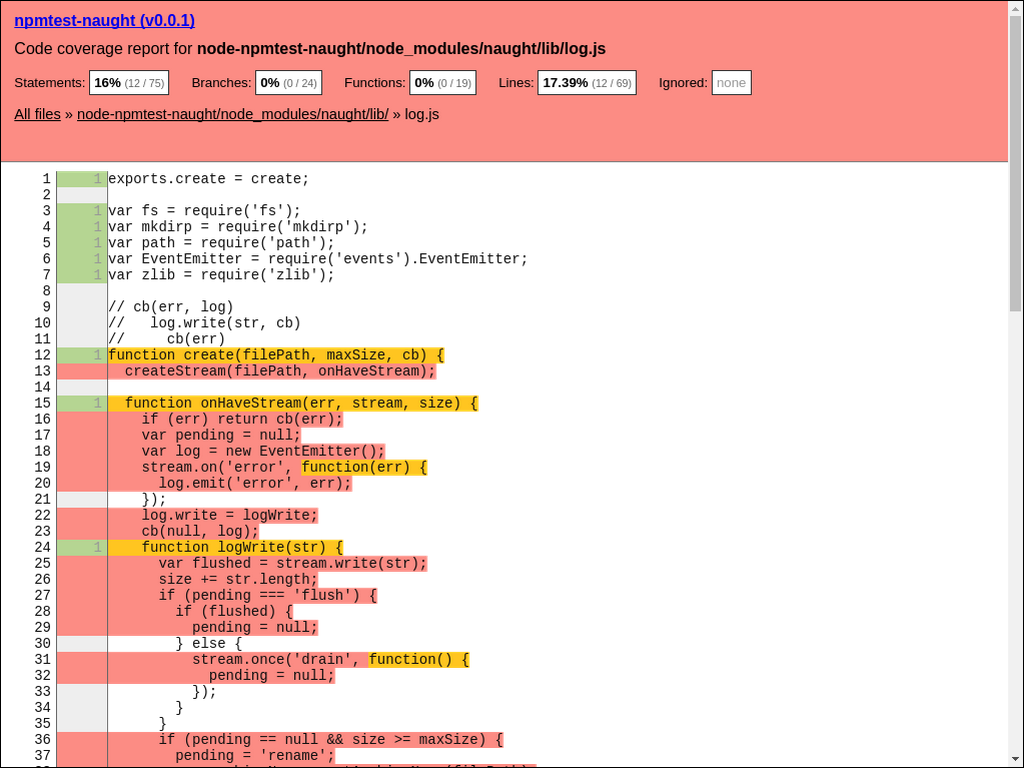 npmtest-naught (v0.0.1)
Code coverage report for node-npmtest-naught/node_modules/naught/lib/log.js
Statements: 16% (12 / 75) Branches: 0% (0 / 24) Functions: 0% (0 / 19) Lines: 17.39% (12 / 69) Ignored: none
All files » node-npmtest-naught/node_modules/naught/lib/ » log.js
1 1 exports.create = create;
2
3 1 var fs = require('fs');
4 1 var mkdirp = require('mkdirp');
5 1 var path = require('path');
6 1 var EventEmitter = require('events').EventEmitter;
7 1 var zlib = require('zlib');
8
9 // cb(err, log)
10 //   log.write(str, cb)
11 //     cb(err)
12 1 function create(filePath, maxSize, cb) {
13   createStream(filePath, onHaveStream);
14
15 1   function onHaveStream(err, stream, size) {
16     if (err) return cb(err);
17     var pending = null;
18     var log = new EventEmitter();
19     stream.on('error', function(err) {
20       log.emit('error', err);
21     });
22     log.write = logWrite;
23     cb(null, log);
24 1     function logWrite(str) {
25       var flushed = stream.write(str);
26       size += str.length;
27       if (pending === 'flush') {
28         if (flushed) {
29           pending = null;
30         } else {
31           stream.once('drain', function() {
32             pending = null;
33           });
34         }
35       }
36       if (pending == null && size >= maxSize) {
37         pending = 'rename';